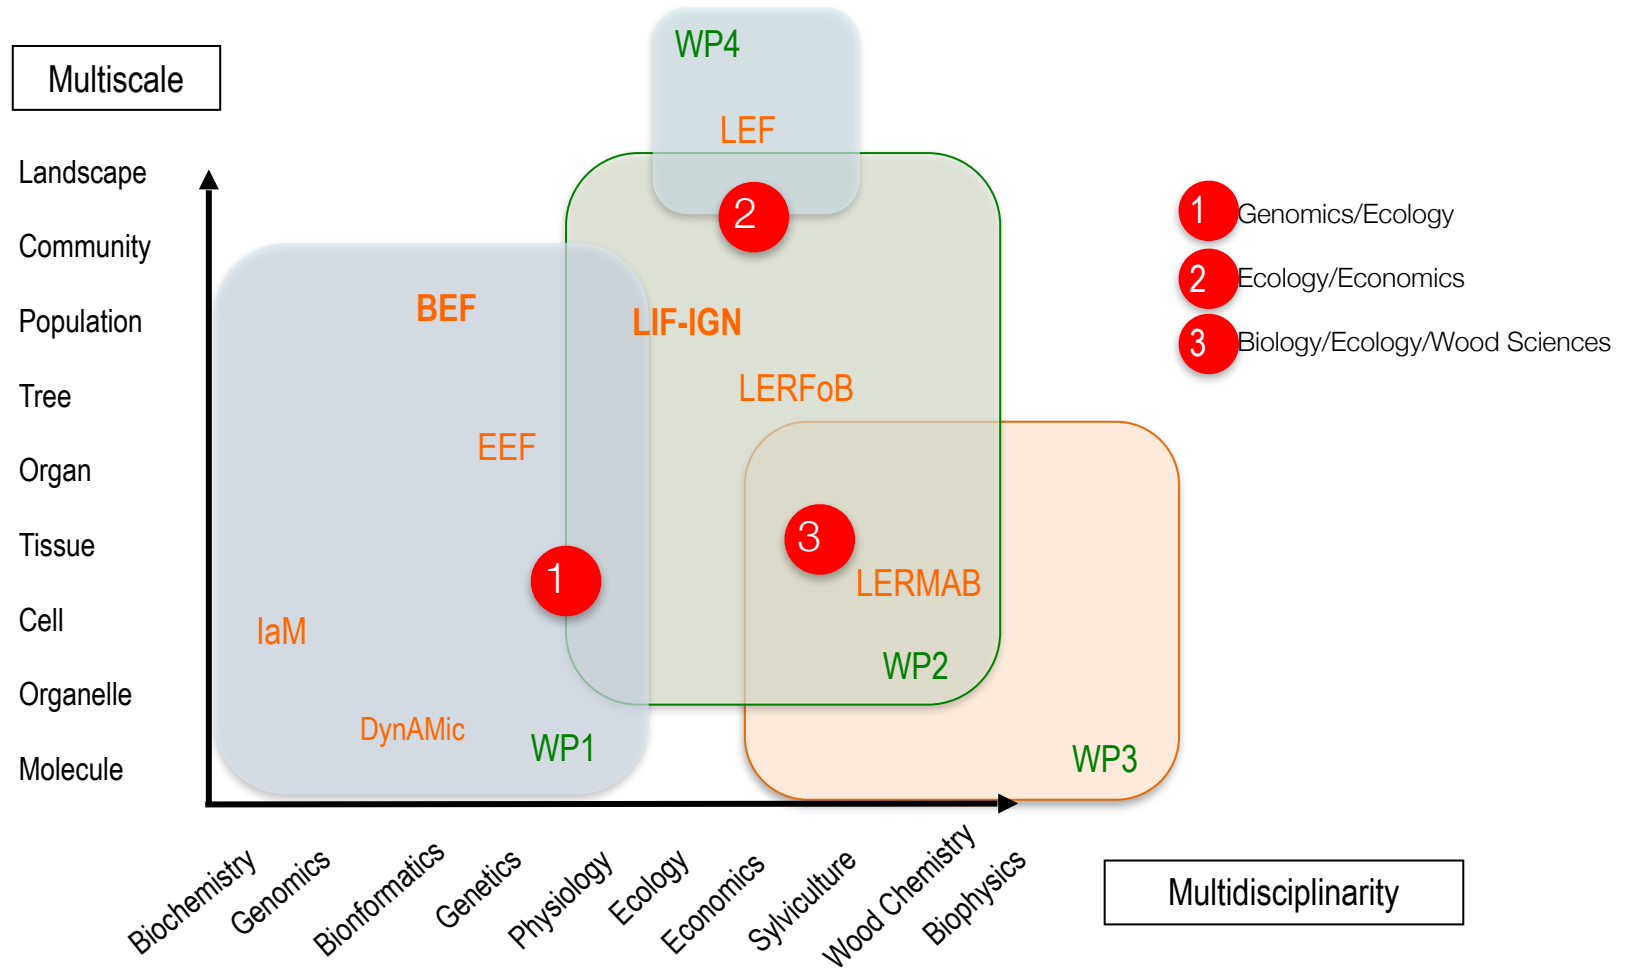 Multiscale
WP4
LEF
Landscape
Community
Population
Tree
Organ
Tissue
Cell
Organelle
Molecule
2
BEF
LIF-IGN
LERFoB
EEF
3
1
LERMAB
IaM
WP2
DynAMic
WP1
WP3
1 Genomics/Ecology
2 Ecology/Economics
3 Biology/Ecology/Wood Sciences
Biochemistry
Genomics
Bionformatics
Genetics
Physiology
Ecology
Economics
Sylviculture
Wood Chemistry
Biophysics
Multidisciplinarity